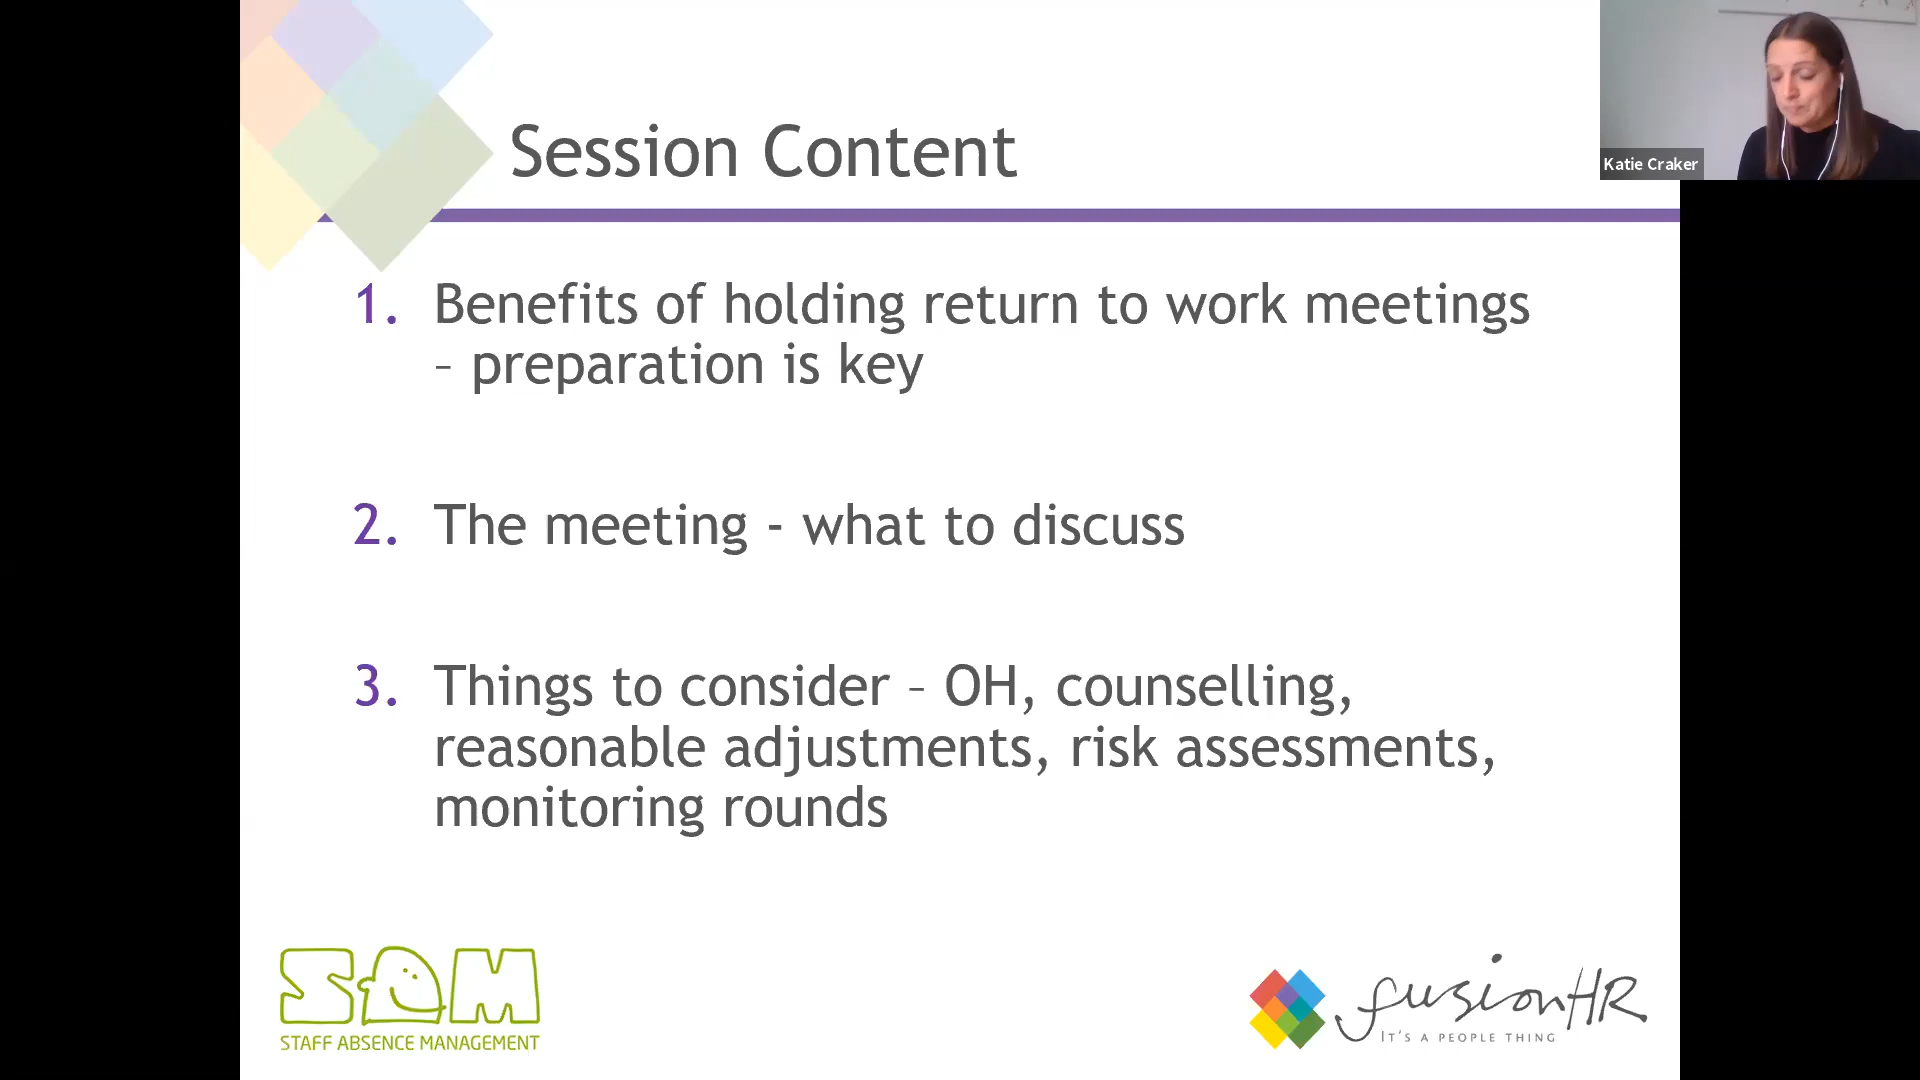 Session Content
Katie Craker
1. Benefits of holding return to work meetings
– preparation is key
2. The meeting - what to discuss
3. Things to consider – OH, counselling,
reasonable adjustments, risk assessments,
monitoring rounds
SAM
STAFF ABSENCE MANAGEMENT
fusionHR
IT'S A PEOPLE THING